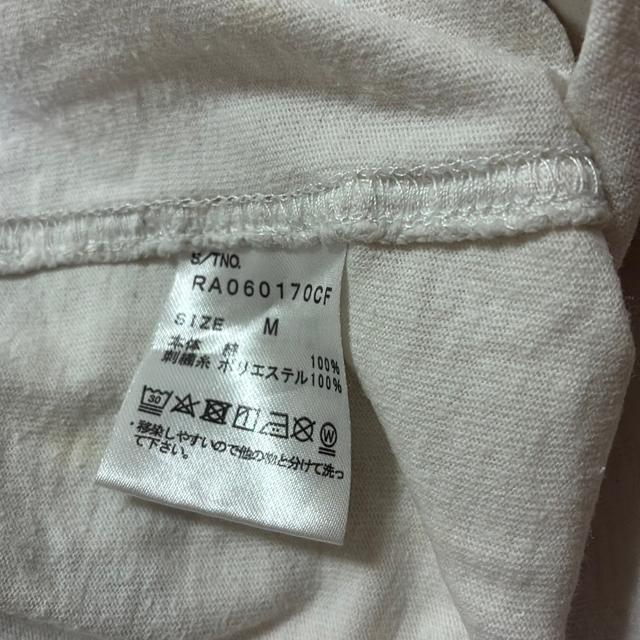 S/TNO.
RA060170CF
SIZE M
本体 綿 100%
刺繍糸 ポリエステル100%
30
W
・移染しやすいので他の物と分けて洗っ
て下さい。